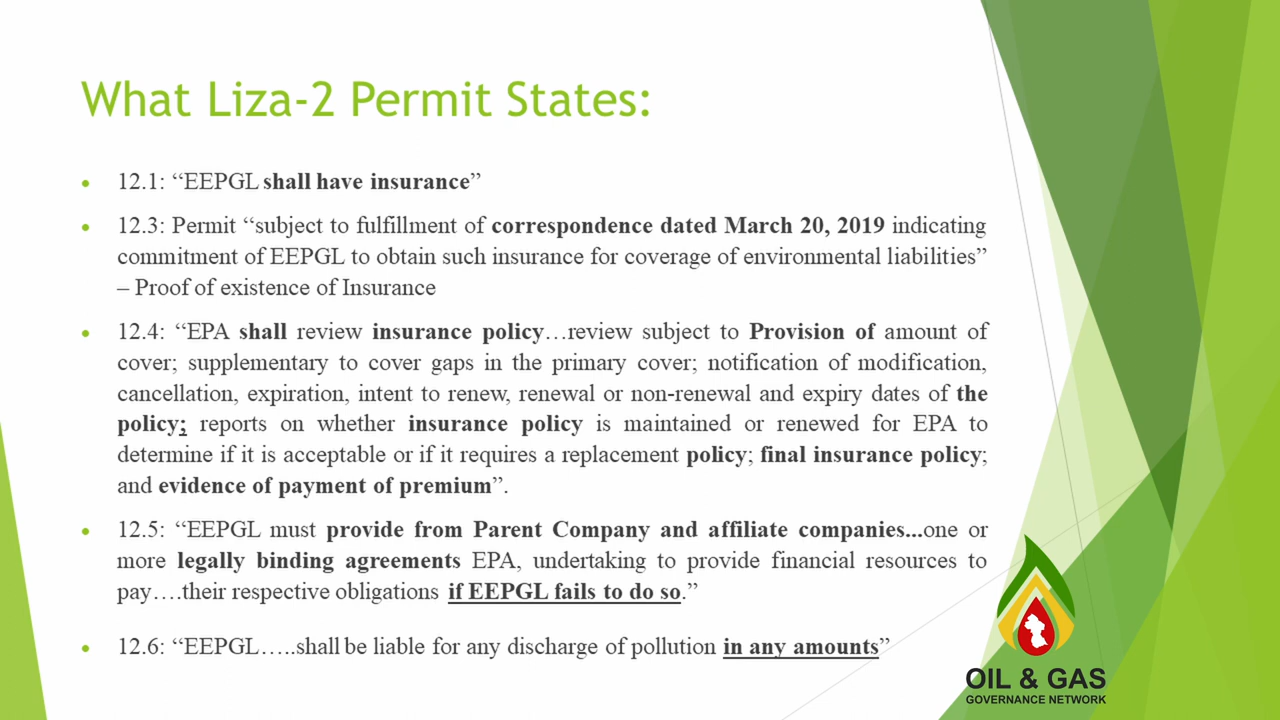 What Liza-2 Permit States:
• 12.1: “EEPGL shall have insurance”
• 12.3: Permit “subject to fulfillment of correspondence dated March 20, 2019 indicating
commitment of EEPGL to obtain such insurance for coverage of environmental liabilities”
– Proof of existence of Insurance
• 12.4: “EPA shall review insurance policy…review subject to Provision of amount of
cover; supplementary to cover gaps in the primary cover; notification of modification,
cancellation, expiration, intent to renew, renewal or non-renewal and expiry dates of the
policy; reports on whether insurance policy is maintained or renewed for EPA to
determine if it is acceptable or if it requires a replacement policy; final insurance policy;
and evidence of payment of premium”.
• 12.5: “EEPGL must provide from Parent Company and affiliate companies...one or
more legally binding agreements EPA, undertaking to provide financial resources to
pay….their respective obligations if EEPGL fails to do so.”
• 12.6: “EEPGL…..shall be liable for any discharge of pollution in any amounts”
OIL & GAS
GOVERNANCE NETWORK